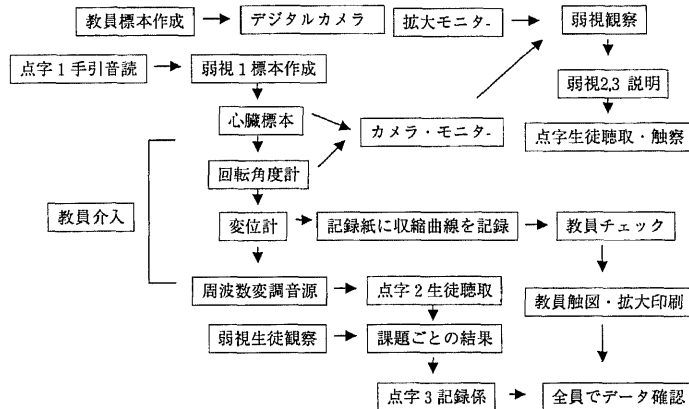 教員標本作成 デジタルカメラ 拡大モニタ- 弱視観察
点字1手引音読 弱視1標本作成 弱視2,3 説明
心臓標本 カメラ・モニタ- 点字生徒聴取・触察
回転角度計
教員介入 変位計 記録紙に収縮曲線を記録 教員チェック
周波数変調音源 点字2生徒聴取 教員触図・拡大印刷
弱視生徒観察 課題ごとの結果
点字3記録係 全員でデータ確認